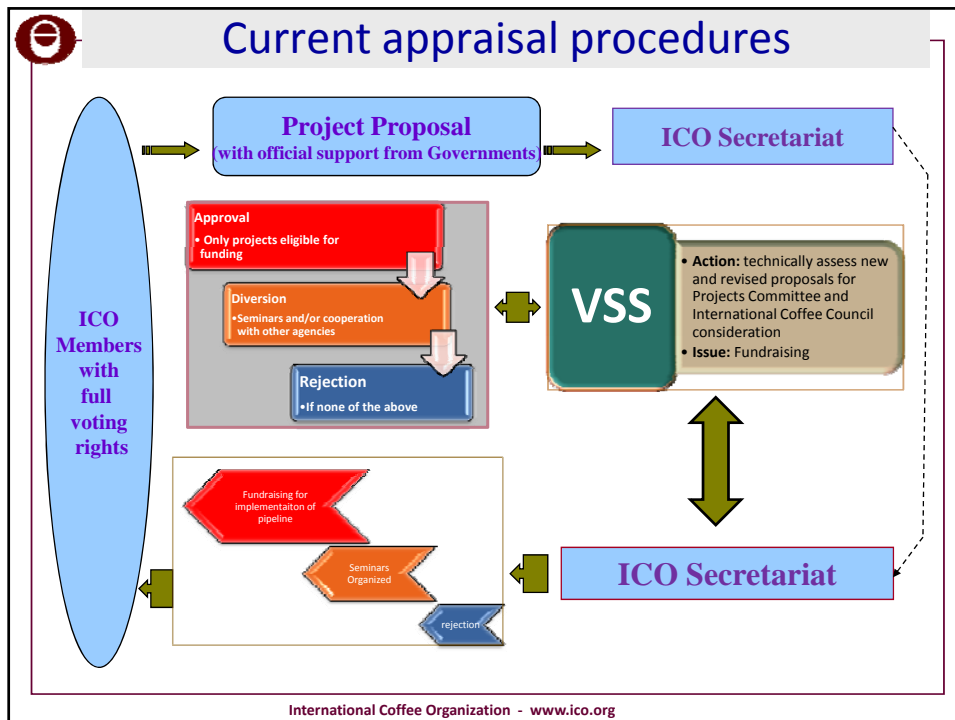 Current appraisal procedures
Project Proposal
(with official support from Governments)
ICO Secretariat
ICO
Members
with
full
voting
rights
Approval
• Only projects eligible for
funding
Diversion
•Seminars and/or cooperation
with other agencies
Rejection
•If none of the above
VSS
• Action: technically assess new
and revised proposals for
Projects Committee and
International Coffee Council
consideration
• Issue: Fundraising
Fundraising for
implementaiton of
pipeline
Seminars
Organized
rejection
ICO Secretariat
International Coffee Organization - www.ico.org